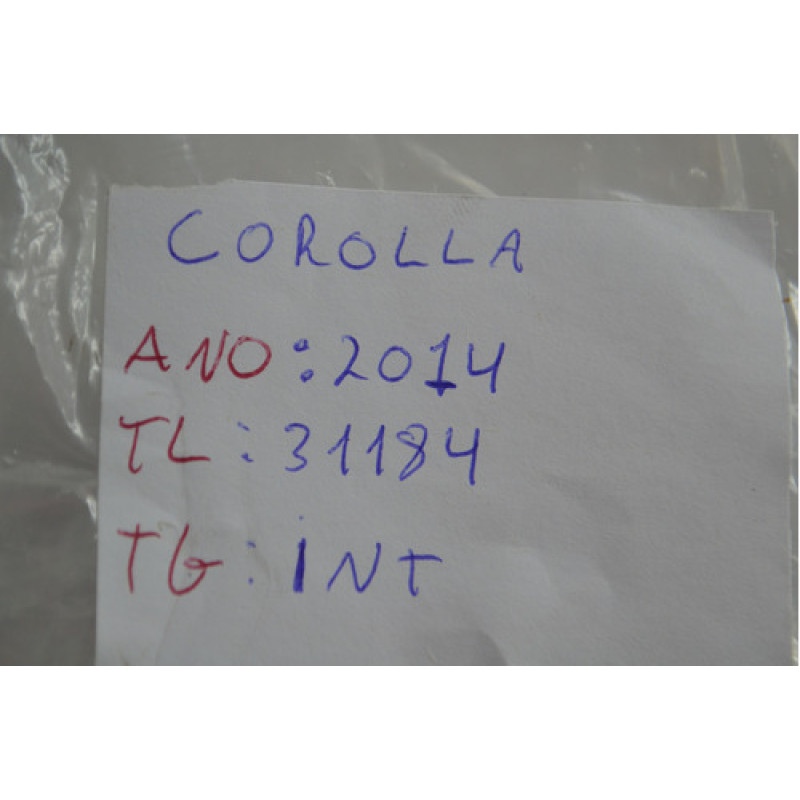 COROLLA
ANO: 2014
TL: 31184
TG: INT